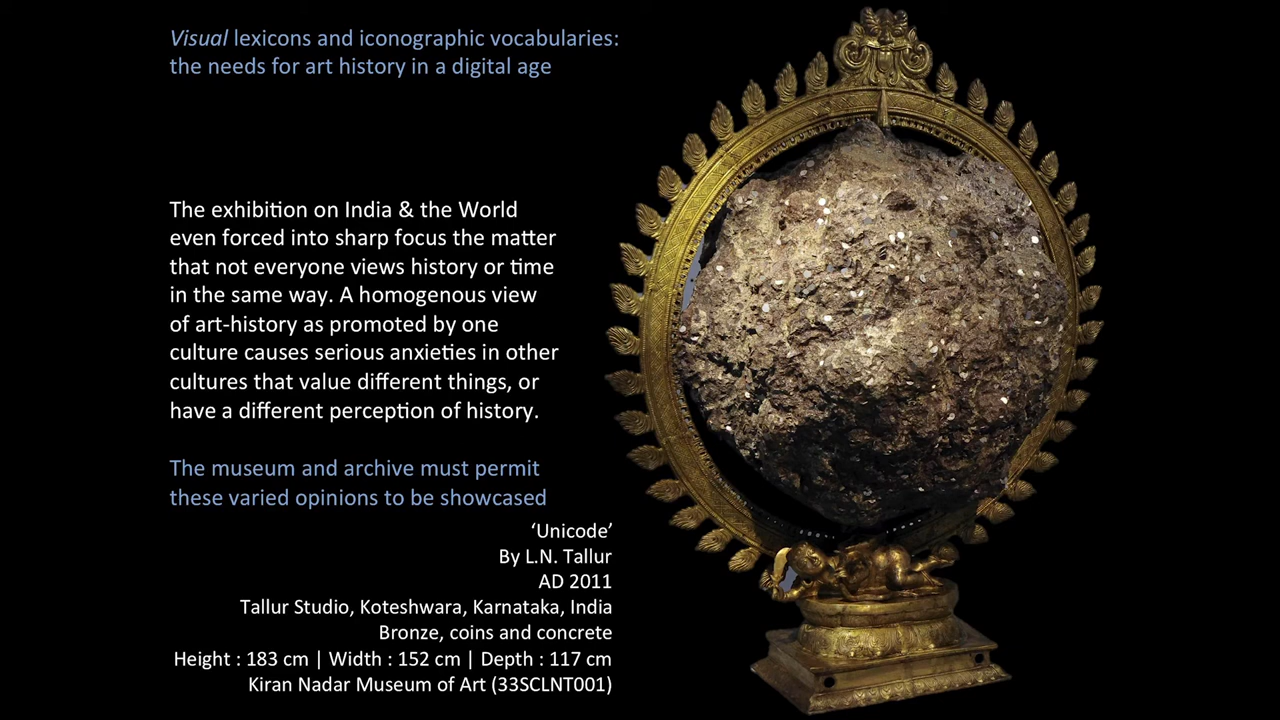 Visual lexicons and iconographic vocabularies:
the needs for art history in a digital age
The exhibition on India & the World
even forced into sharp focus the matter
that not everyone views history or time
in the same way. A homogenous view
of art-history as promoted by one
culture causes serious anxieties in other
cultures that value different things, or
have a different perception of history.
The museum and archive must permit
these varied opinions to be showcased
‘Unicode’
By L.N. Tallur
AD 2011
Tallur Studio, Koteshwara, Karnataka, India
Bronze, coins and concrete
Height : 183 cm | Width : 152 cm | Depth : 117 cm
Kiran Nadar Museum of Art (33SCLNT001)